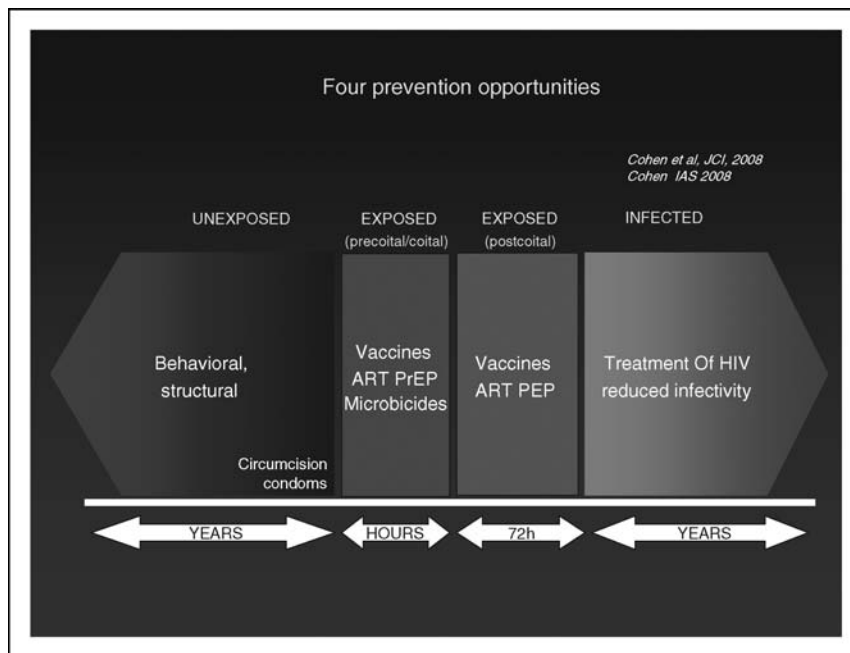 Four prevention opportunities
Cohen et al, JCI, 2008
Cohen IAS 2008
UNEXPOSED
EXPOSED
(precoital/coital)
EXPOSED
(postcoital)
INFECTED
Behavioral,
structural
Circumcision
condoms
Vaccines
ART PrEP
Microbicides
Vaccines
ART PEP
Treatment Of HIV
reduced infectivity
YEARS
HOURS
72h
YEARS